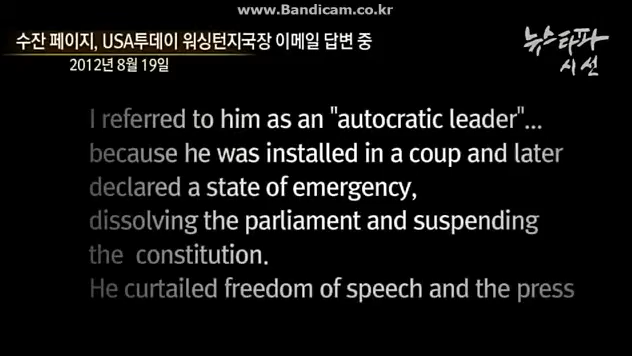 www.Bandicam.co.kr
수잔 페이지, USA투데이 워싱턴지국장 이메일 답변 중
2012년 8월 19일
뉴스타파
시선
I referred to him as an "autocratic leader"...
because he was installed in a coup and later
declared a state of emergency,
dissolving the parliament and suspending
the constitution.
He curtailed freedom of speech and the press